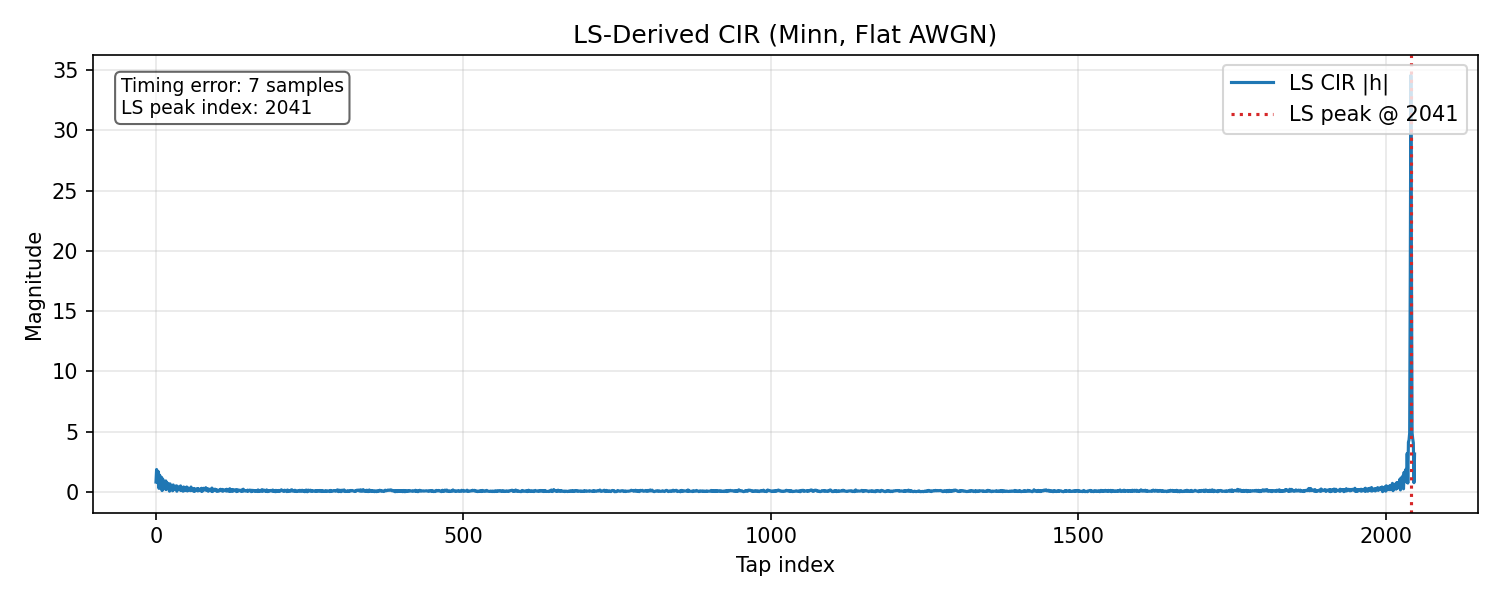 LS-Derived CIR (Minn, Flat AWGN)
Timing error: 7 samples
LS peak index: 2041
LS CIR |h|
LS peak @ 2041
35
30
25
20
15
10
5
0
Magnitude
0
500
1000
1500
2000
Tap index